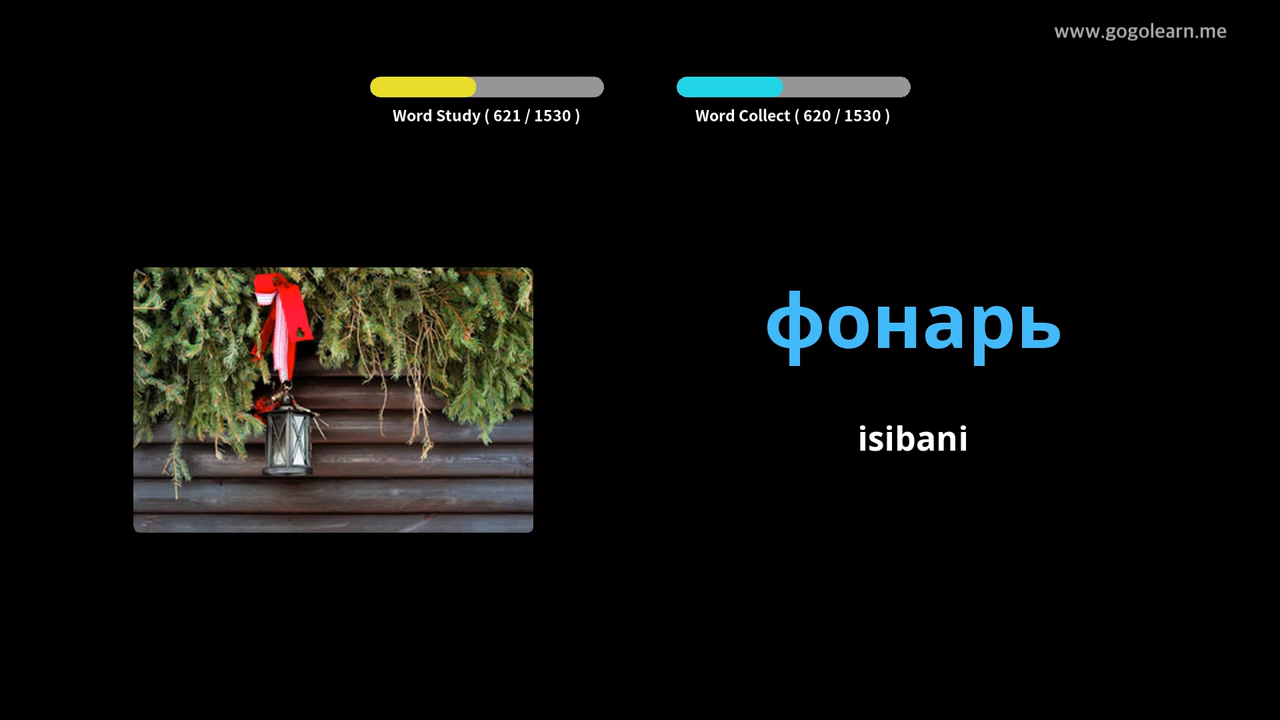 www.gogolearn.me
Word Study ( 621 / 1530 )
Word Collect ( 620 / 1530 )
фонарь
isibani